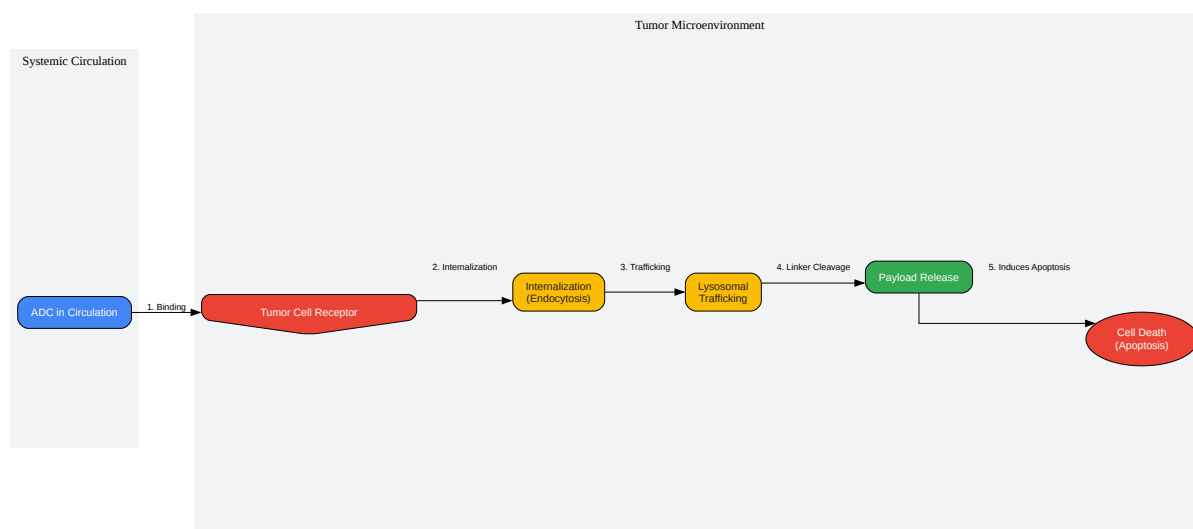 Tumor Microenvironment
Systemic Circulation
ADC in Circulation
1. Binding
Tumor Cell Receptor
2. Internalization
Internalization
(Endocytosis)
3. Trafficking
Lysosomal
Trafficking
4. Linker Cleavage
Payload Release
5. Induces Apoptosis
Cell Death
(Apoptosis)